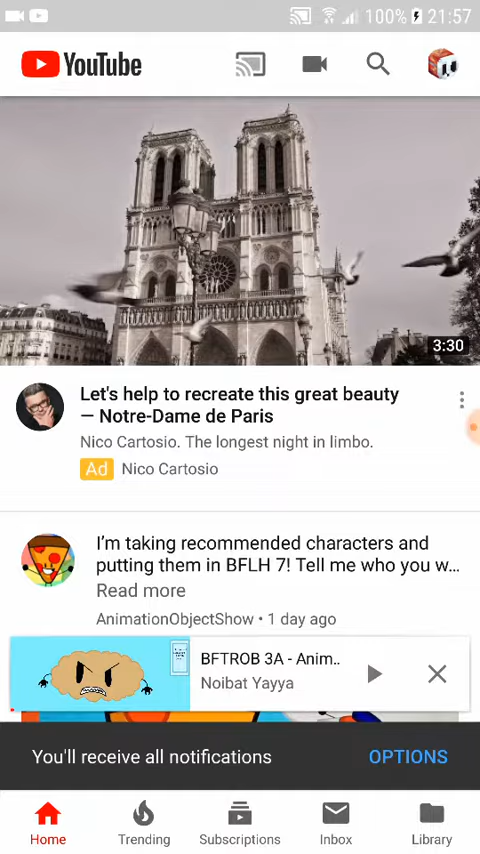 100% 21:57
YouTube
3:30
Let's help to recreate this great beauty
— Notre-Dame de Paris
Nico Cartosio. The longest night in limbo.
Ad Nico Cartosio
I'm taking recommended characters and
putting them in BFLH 7! Tell me who you w...
Read more
AnimationObjectShow • 1 day ago
BFTROB 3A - Anim..
Noibat Yayya
You'll receive all notifications OPTIONS
Home Trending Subscriptions Inbox Library